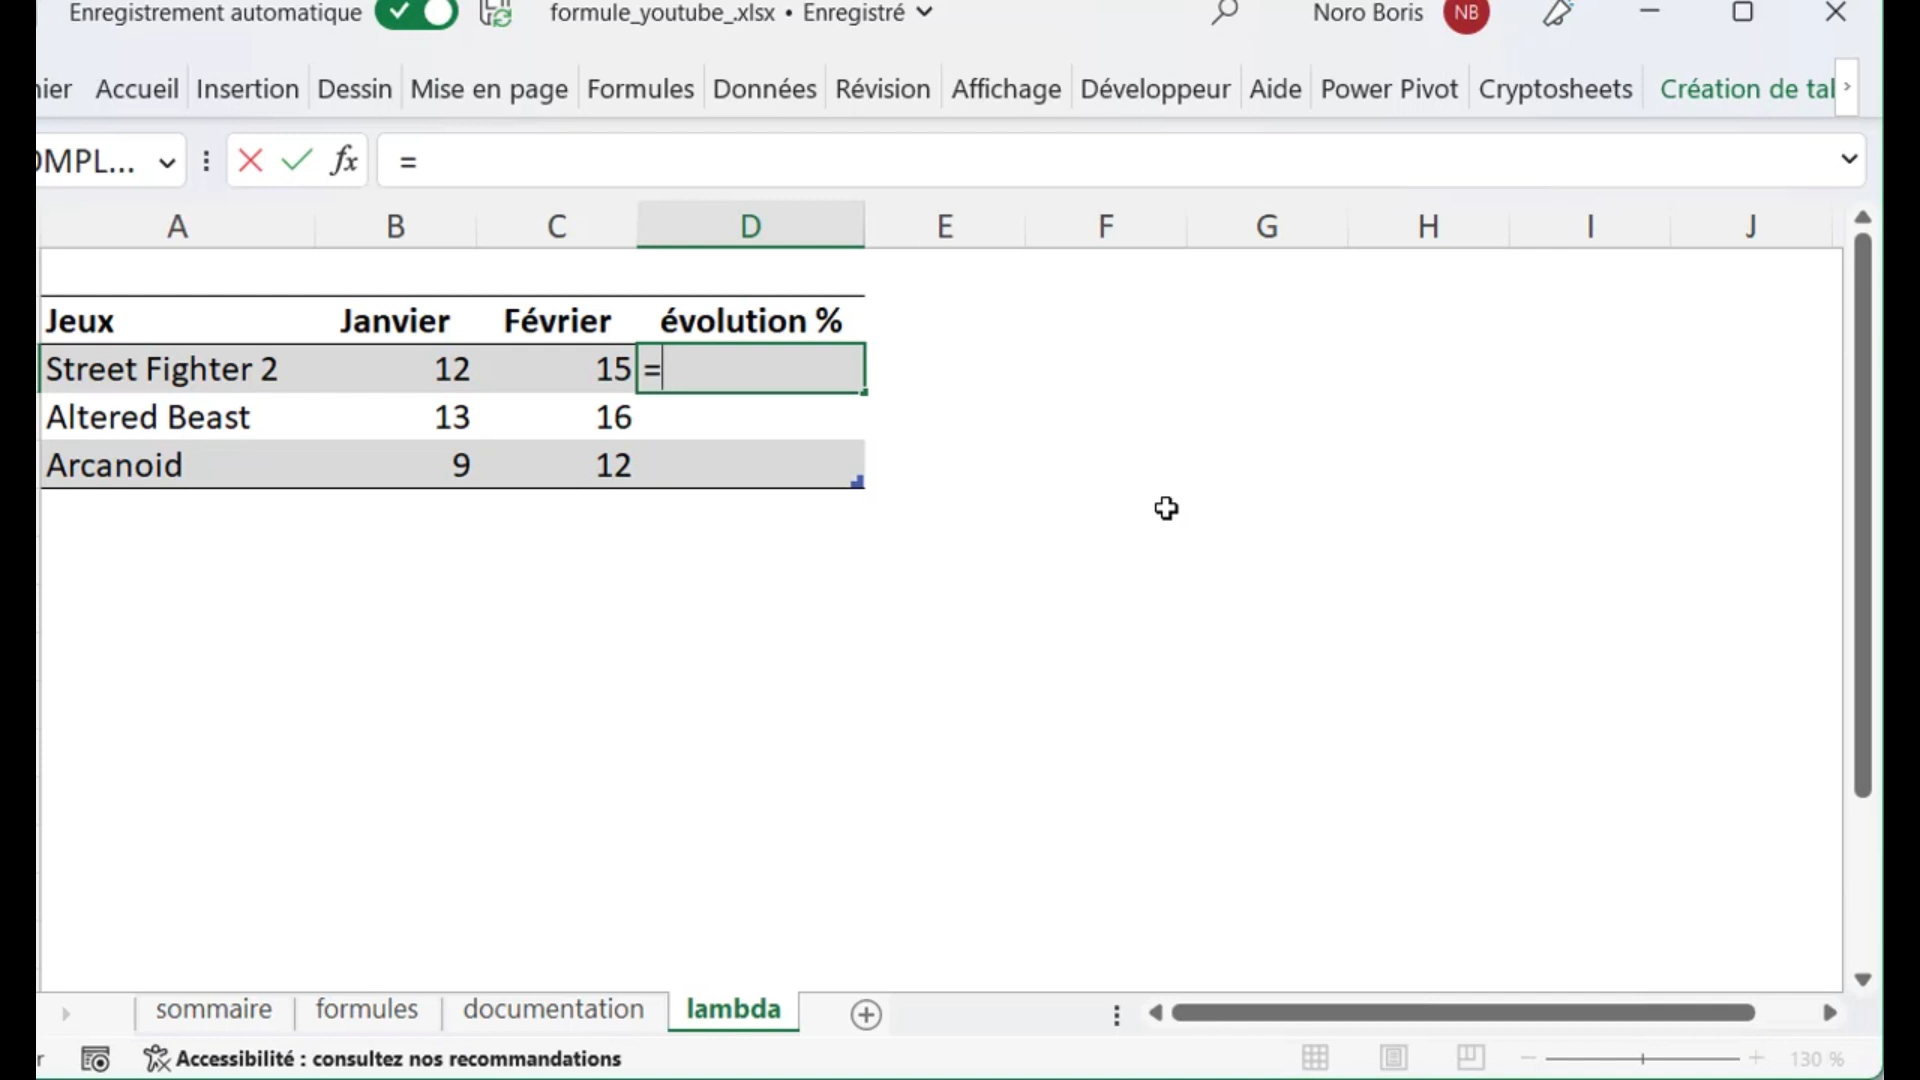 Enregistrement automatique formule_youtube_.xlsx • Enregistré Noro Boris NB
Accueil Insertion Dessin Mise en page Formules Données Révision Affichage Développeur Aide Power Pivot Cryptosheets Création de tal
OMPL... fx =
A B C D E F G H I J
Jeux Janvier Février évolution %
Street Fighter 2 12 15 =
Altered Beast 13 16
Arcanoid 9 12
sommaire formules documentation lambda
Accessibilité : consultez nos recommandations 130 %